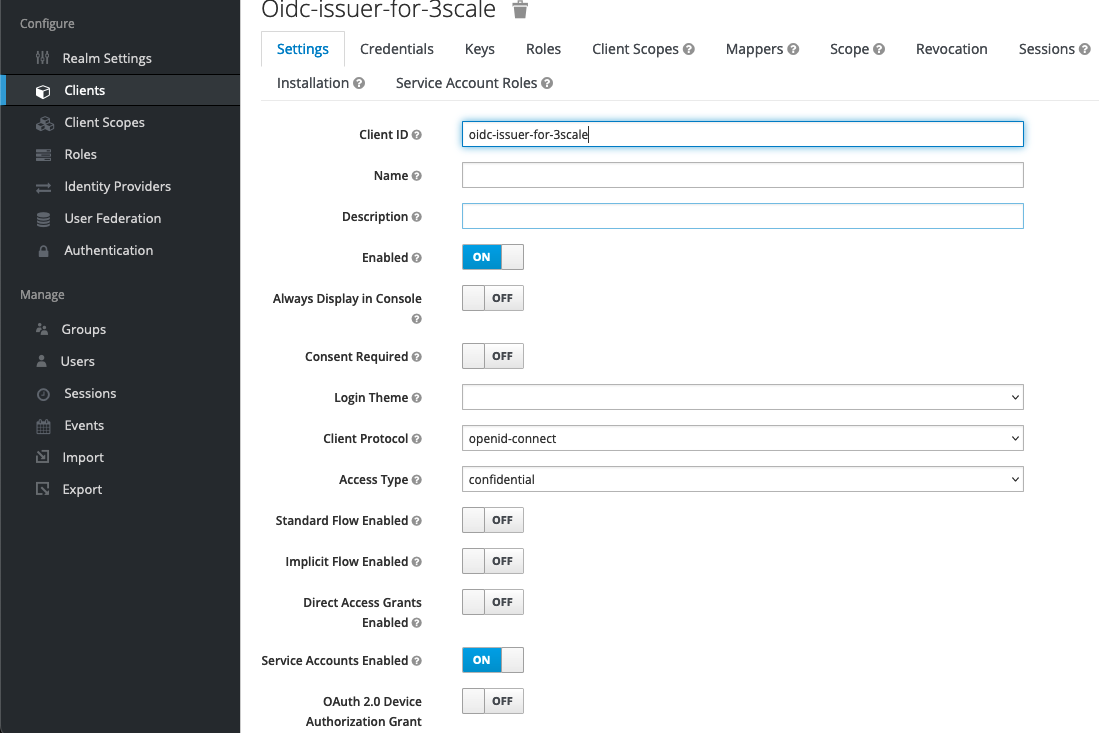 Configure
Realm Settings
Clients
Client Scopes
Roles
Identity Providers
User Federation
Authentication
Manage
Groups
Users
Sessions
Events
Import
Export
Oidc-issuer-for-3scale
Settings Credentials Keys Roles Client Scopes Mappers Scope Revocation Sessions
Installation Service Account Roles
Client ID oidc-issuer-for-3scale
Name
Description
Enabled ON
Always Display in Console OFF
Consent Required OFF
Login Theme
Client Protocol openid-connect
Access Type confidential
Standard Flow Enabled OFF
Implicit Flow Enabled OFF
Direct Access Grants OFF
Enabled
Service Accounts Enabled ON
OAuth 2.0 Device OFF
Authorization Grant